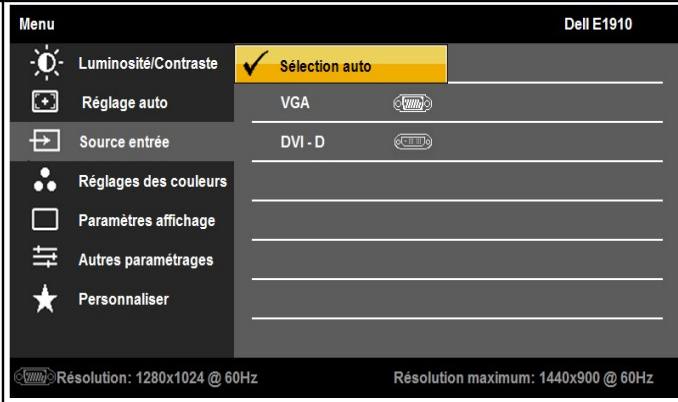 Menu Dell E1910
Luminosité/Contraste Sélection auto
Réglage auto VGA
Source entrée DVI - D
Réglages des couleurs
Paramètres affichage
Autres paramétrages
Personnaliser
Résolution: 1280x1024 @ 60Hz Résolution maximum: 1440x900 @ 60Hz